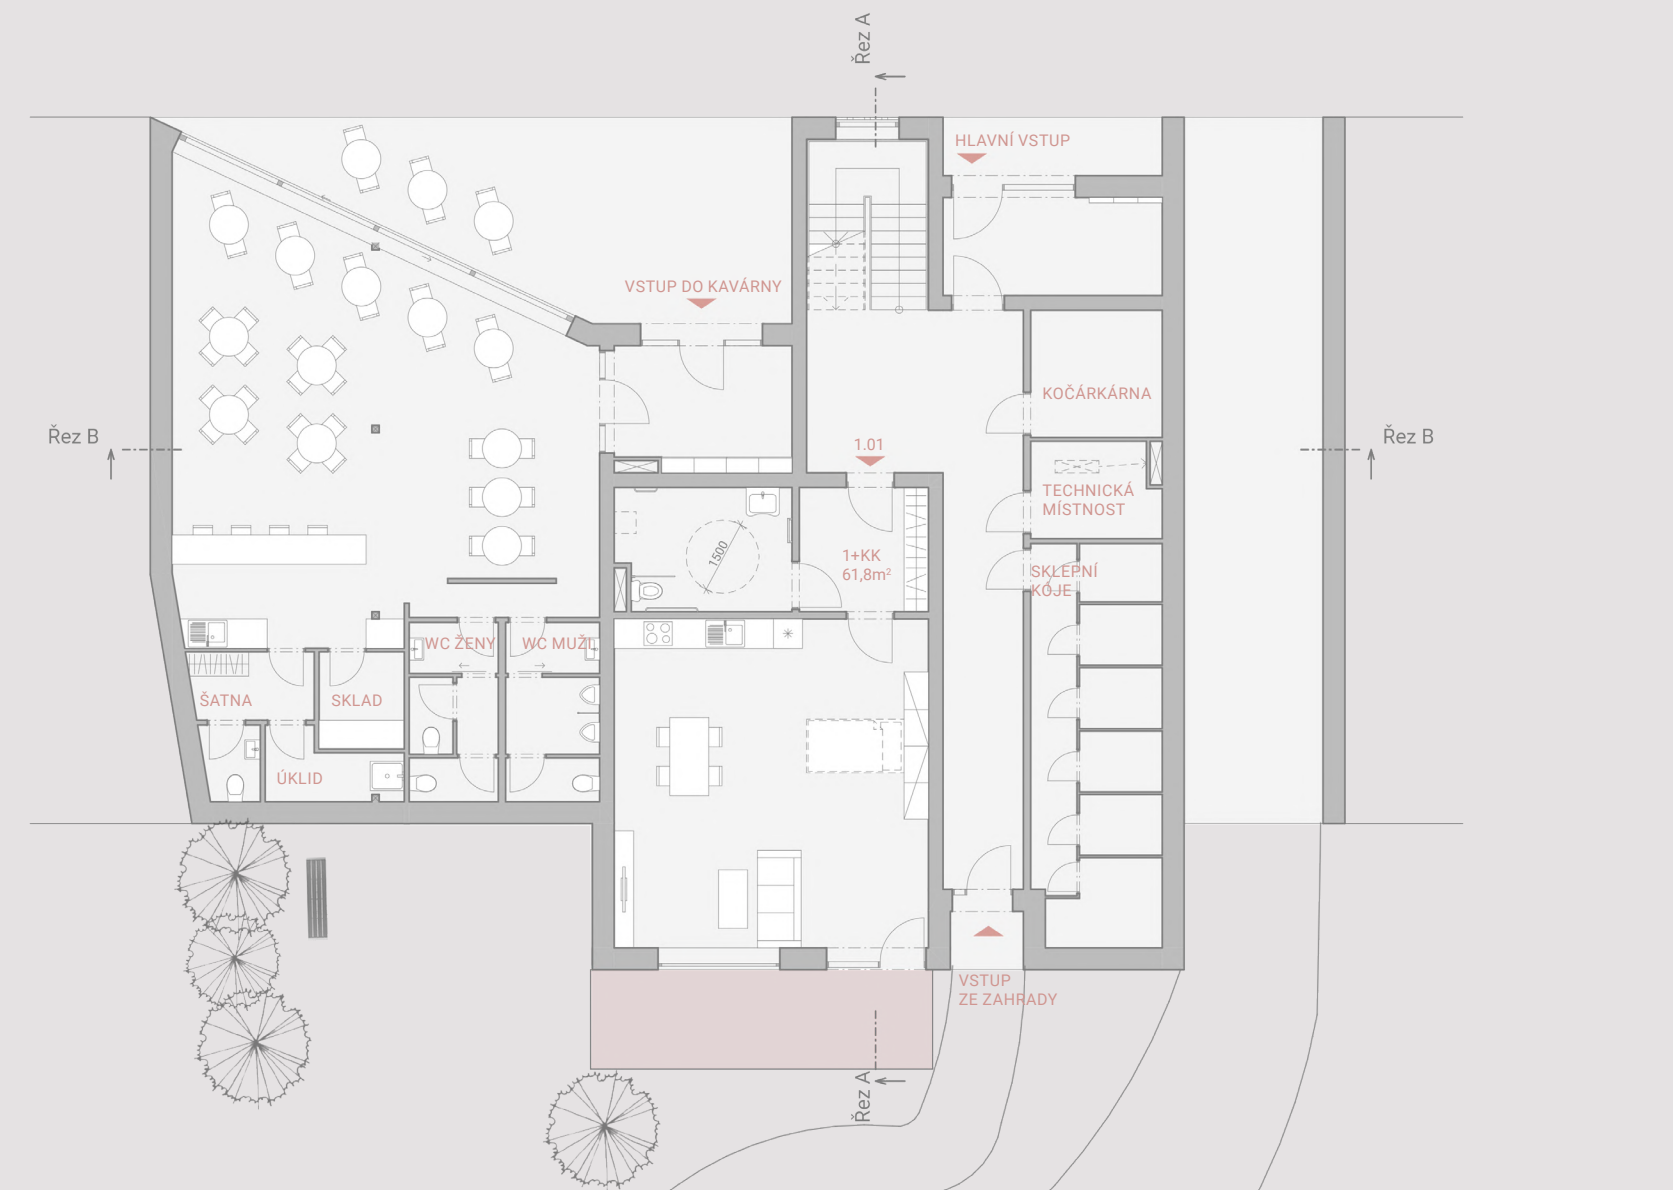 Řez A
HLAVNÍ VSTUP
VSTUP DO KAVÁRNY
KOČÁRKÁRNA
Řez B
Řez B
1.01
TECHNICKÁ
MÍSTNOST
1500
1+KK
61,8m²
SKLEPNÍ
KÓJE
WC ŽENY
WC MUŽI
ŠATNA
SKLAD
ÚKLID
VSTUP
ZE ZAHRADY
Řez A